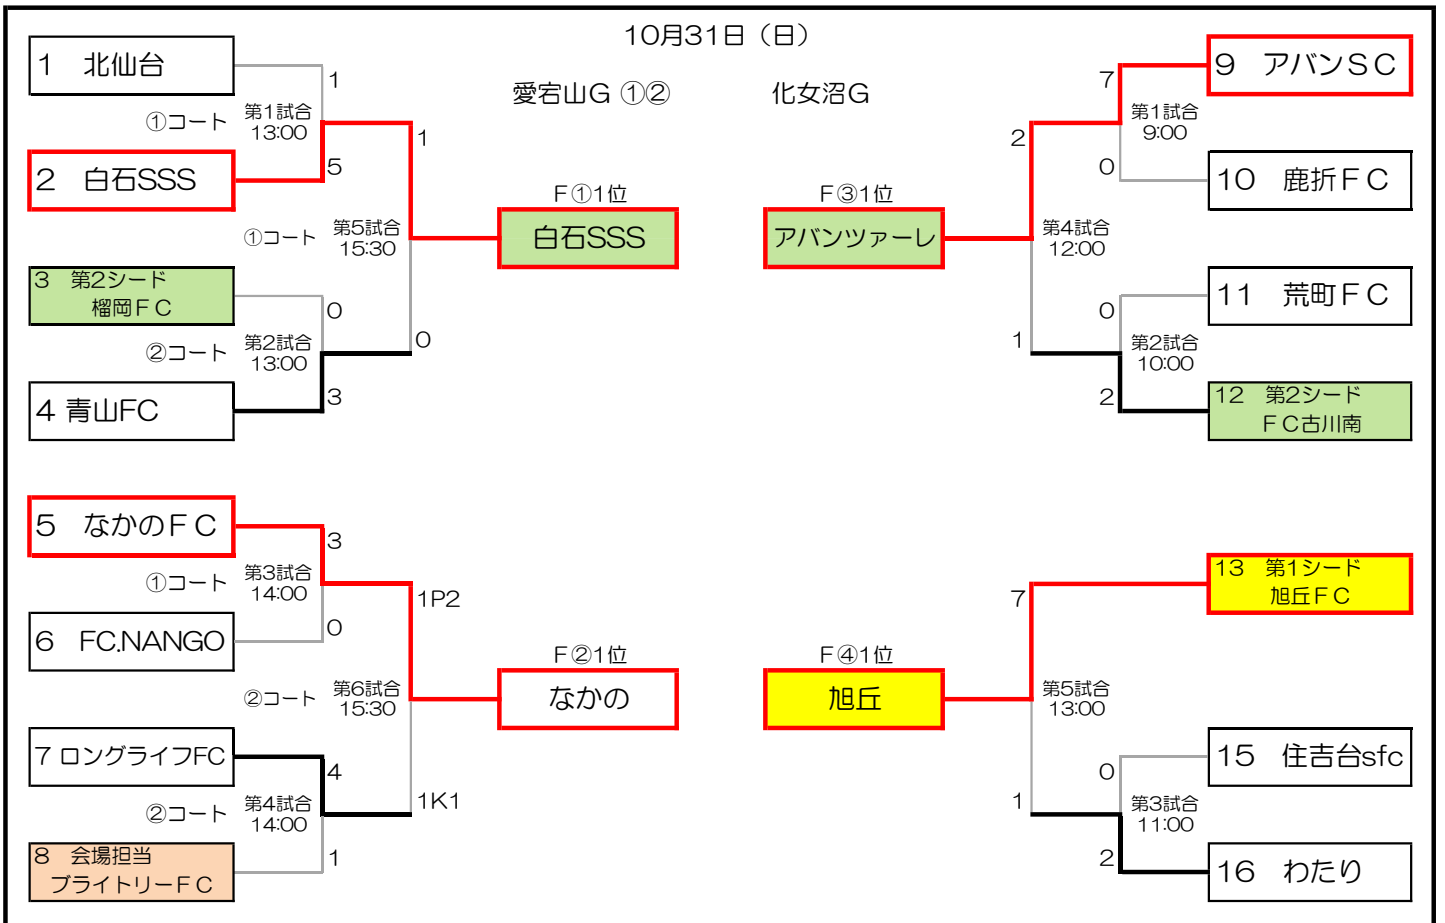 10月31日（日）
愛宕山G ①②
化女沼G
1 北仙台
1
①コート
第1試合
13:00
2 白石SSS
5
1
①コート
第5試合
15:30
F①1位
白石SSS
3 第2シード
榴岡ＦＣ
0
②コート
第2試合
13:00
0
4 青山FC
3
5 なかのＦＣ
3
①コート
第3試合
14:00
1P2
6 FC.NANGO
0
②コート
第6試合
15:30
F②1位
なかの
7 ロングライフFC
4
②コート
第4試合
14:00
1K1
8 会場担当
ブライトリーＦＣ
1
9 アバンＳＣ
7
第1試合
9:00
2
10 鹿折ＦＣ
0
F③1位
アバンツァーレ
第4試合
12:00
11 荒町ＦＣ
0
第2試合
10:00
1
12 第2シード
ＦＣ古川南
2
13 第1シード
旭丘ＦＣ
7
F④1位
旭丘
第5試合
13:00
15 住吉台sfc
0
第3試合
11:00
1
16 わたり
2